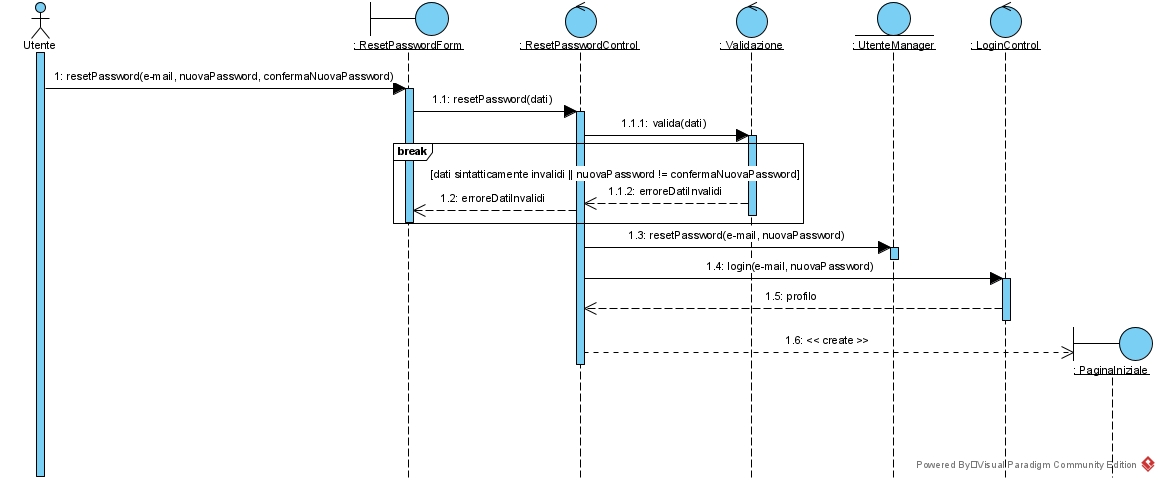 Utente
: ResetPasswordForm
: ResetPasswordControl
: Validazione
: UtenteManager
: LoginControl
1: resetPassword(e-mail, nuovaPassword, confermaNuovaPassword)
1.1: resetPassword(dati)
1.1.1: valida(dati)
break
[dati sintatticamente invalidi || nuovaPassword != confermaNuovaPassword]
1.1.2: erroreDatiInvalidi
1.2: erroreDatiInvalidi
1.3: resetPassword(e-mail, nuovaPassword)
1.4: login(e-mail, nuovaPassword)
1.5: profilo
1.6: << create >>
: PaginaIniziale
Powered By Visual Paradigm Community Edition